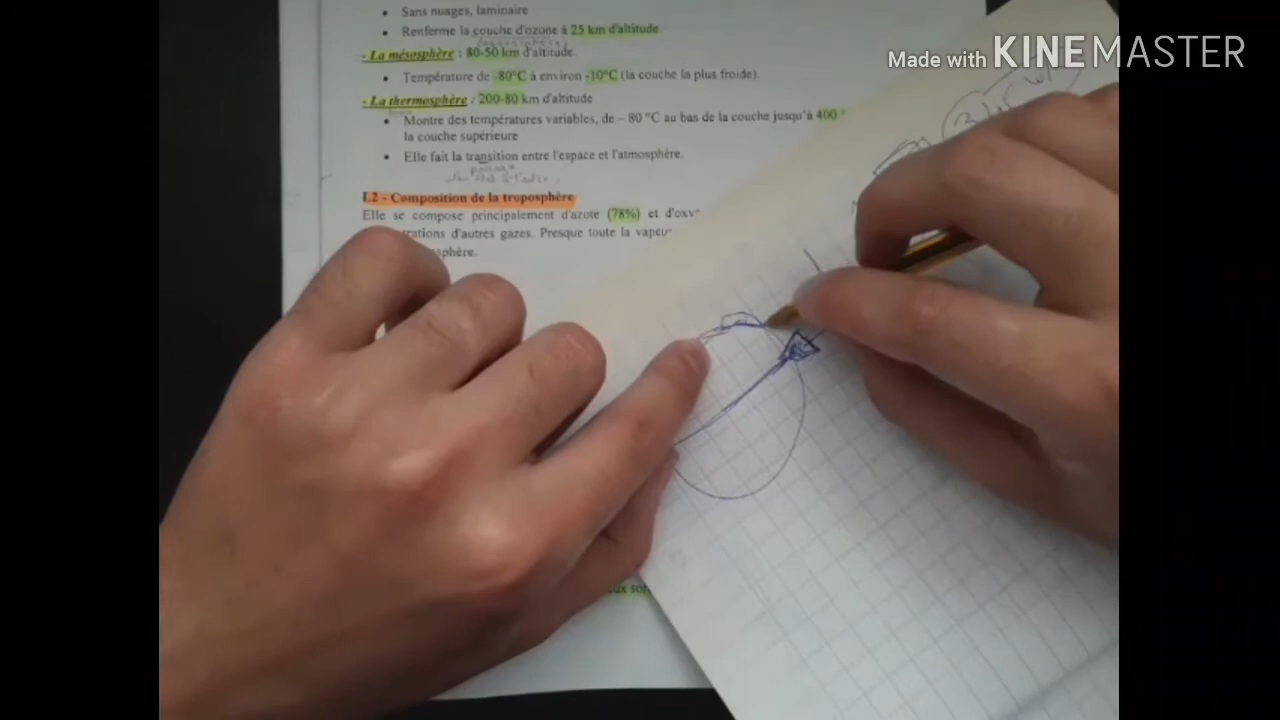 Made with KINEMASTER
• Sans nuages, laminaire
• Renferme la couche d'ozone à 25 km d'altitude.
- La mésosphère : 80-50 km d'altitude.
• Température de -80°C à environ -10°C (la couche la plus froide).
- La thermosphère : 200-80 km d'altitude
• Montre des températures variables, de – 80 °C au bas de la couche jusqu'à 400 °
la couche supérieure
• Elle fait la transition entre l'espace et l'atmosphère.
I.2 - Composition de la troposphère
Elle se compose principalement d'azote (78%) et d'oxy
rations d'autres gazes. Presque toute la vapeu
sphère.